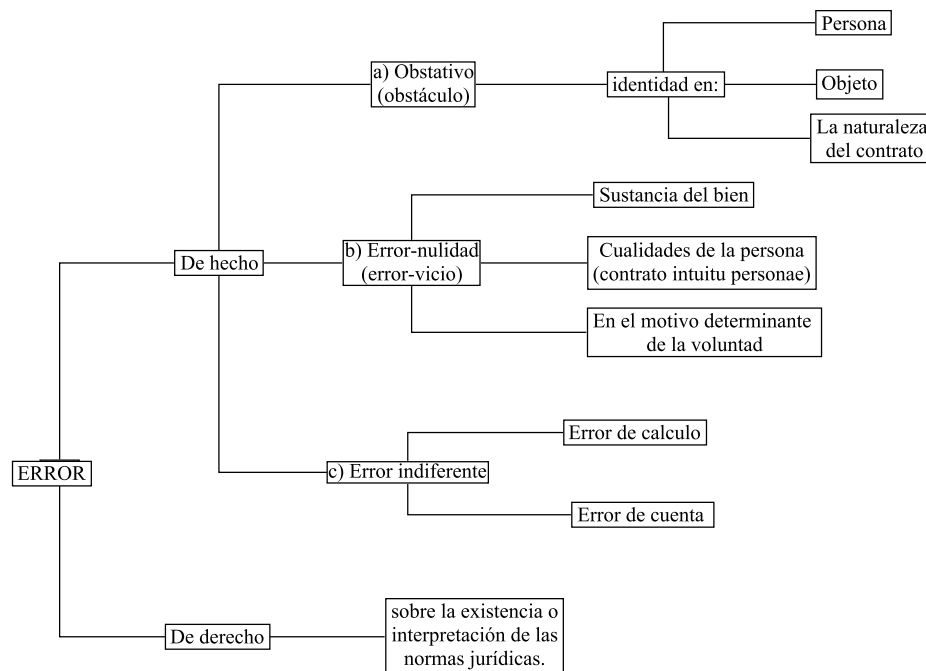 Persona
a) Obstativo
(obstáculo)
identidad en:
Objeto
La naturaleza
del contrato
Sustancia del bien
De hecho
b) Error-nulidad
(error-vicio)
Cualidades de la persona
(contrato intuitu personae)
En el motivo determinante
de la voluntad
Error de calculo
ERROR
c) Error indiferente
Error de cuenta
De derecho
sobre la existencia o
interpretación de las
normas jurídicas.